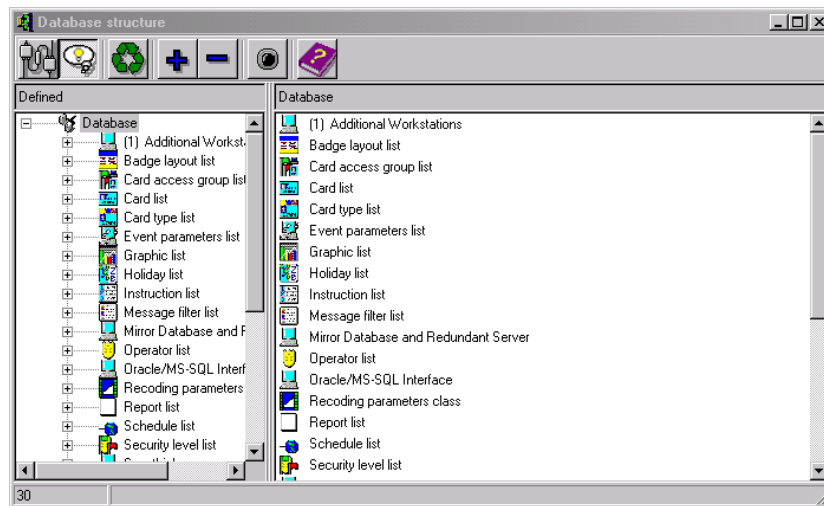 Database structure
Defined
Database
Database
(1) Additional Workst
Badge layout list
Card access group list
Card list
Card type list
Event parameters list
Graphic list
Holiday list
Instruction list
Message filter list
Mirror Database and
Operator list
Oracle/MS-SQL Interf
Recoding parameters
Report list
Schedule list
Security level list
(1) Additional Workstations
Badge layout list
Card access group list
Card list
Card type list
Event parameters list
Graphic list
Holiday list
Instruction list
Message filter list
Mirror Database and Redundant Server
Operator list
Oracle/MS-SQL Interface
Recoding parameters class
Report list
Schedule list
Security level list
30